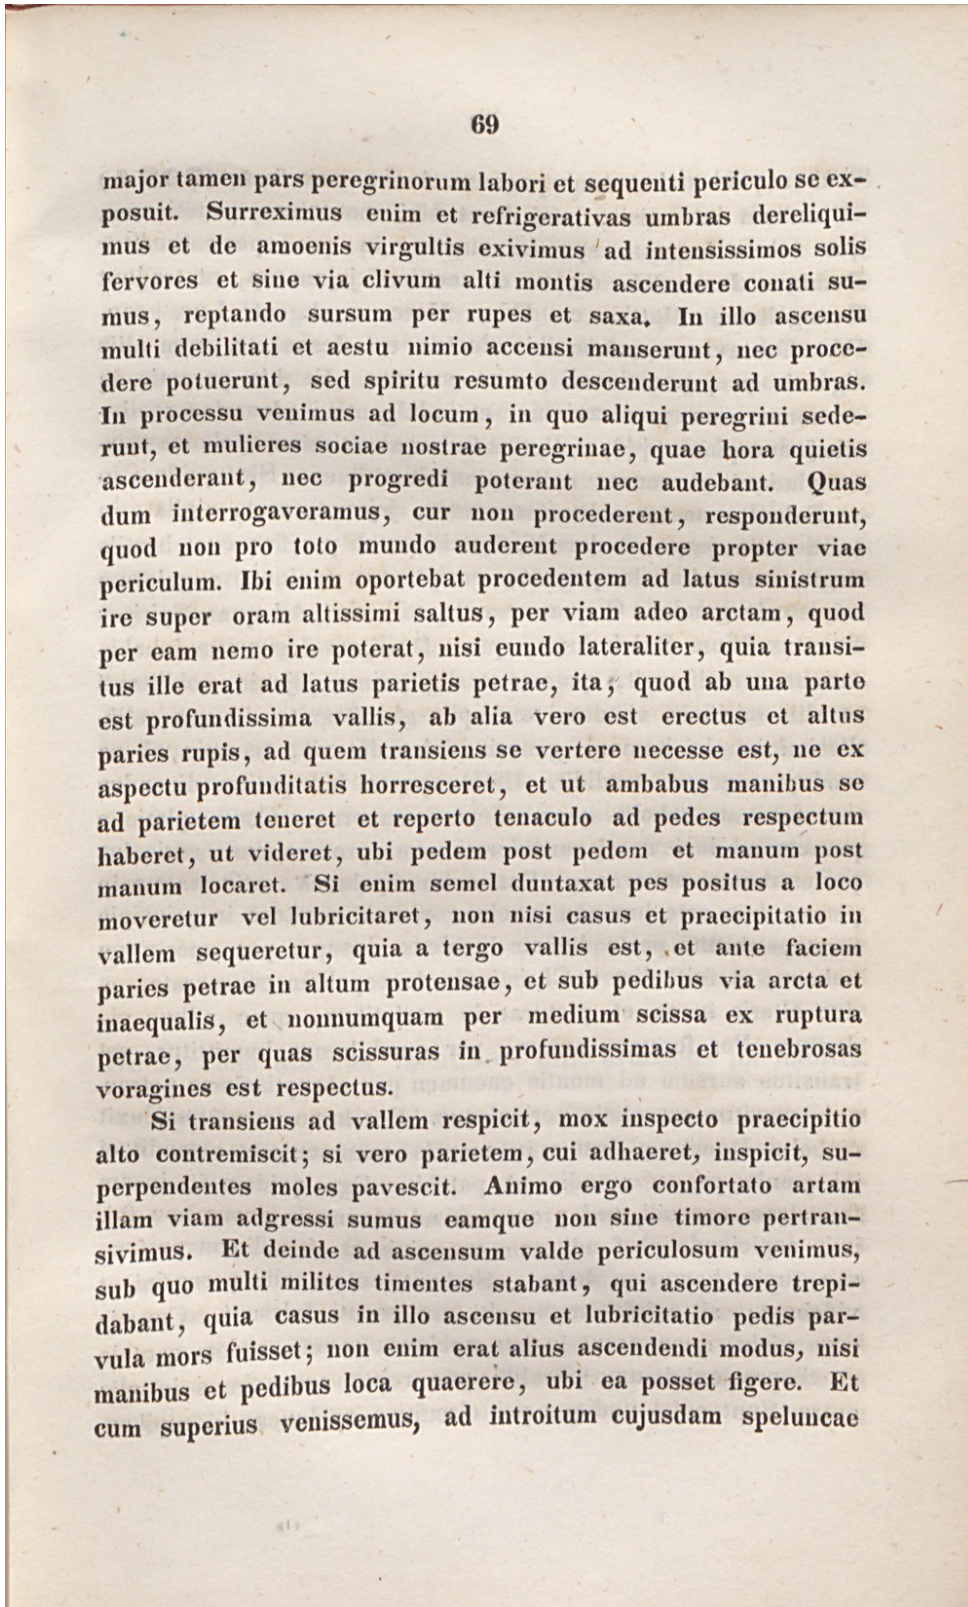 69
major tamen pars peregrinorum labori et sequenti periculo se ex-
posuit. Surreximus enim et refrigerativas umbras dereliqui-
mus et de amoenis virgultis exivimus ad intensissimos solis
fervores et sine via clivum alti montis ascendere conati su-
mus, reptando sursum per rupes et saxa. In illo ascensu
multi debilitati et aestu nimio accensi manserunt, nec proce-
dere potuerunt, sed spiritu resumto descenderunt ad umbras.
In processu venimus ad locum, in quo aliqui peregrini sede-
runt, et mulieres sociae nostrae peregrinae, quae hora quietis
ascenderant, nec progredi poterant nec audebant. Quas
dum interrogaveramus, cur non procederent, responderunt,
quod non pro toto mundo auderent procedere propter viae
periculum. Ibi enim oportebat procedentem ad latus sinistrum
ire super oram altissimi saltus, per viam adeo arctam, quod
per eam nemo ire poterat, nisi eundo lateraliter, quia transi-
tus ille erat ad latus parietis petrae, ita, quod ab una parte
est profundissima vallis, ab alia vero est erectus et altus
paries rupis, ad quem transiens se vertere necesse est, ne ex
aspectu profunditatis horresceret, et ut ambabus manibus se
ad parietem teneret et reperto tenaculo ad pedes respectum
haberet, ut videret, ubi pedem post pedem et manum post
manum locaret. Si enim semel duntaxat pes positus a loco
moveretur vel lubricitaret, non nisi casus et praecipitatio in
vallem sequeretur, quia a tergo vallis est, et ante faciem
paries petrae in altum protensae, et sub pedibus via arcta et
inaequalis, et nonnumquam per medium scissa ex ruptura
petrae, per quas scissuras in profundissimas et tenebrosas
voragines est respectus.
Si transiens ad vallem respicit, mox inspecto praecipitio
alto contremiscit; si vero parietem, cui adhaeret, inspicit, su-
perpendentes moles pavescit. Animo ergo confortato artam
illam viam adgressi sumus eamque non sine timore pertran-
sivimus. Et deinde ad ascensum valde periculosum venimus,
sub quo multi milites timentes stabant, qui ascendere trepi-
dabant, quia casus in illo ascensu et lubricitatio pedis par-
vula mors fuisset; non enim erat alius ascendendi modus, nisi
manibus et pedibus loca quaerere, ubi ea posset figere. Et
cum superius venissemus, ad introitum cujusdam speluncae